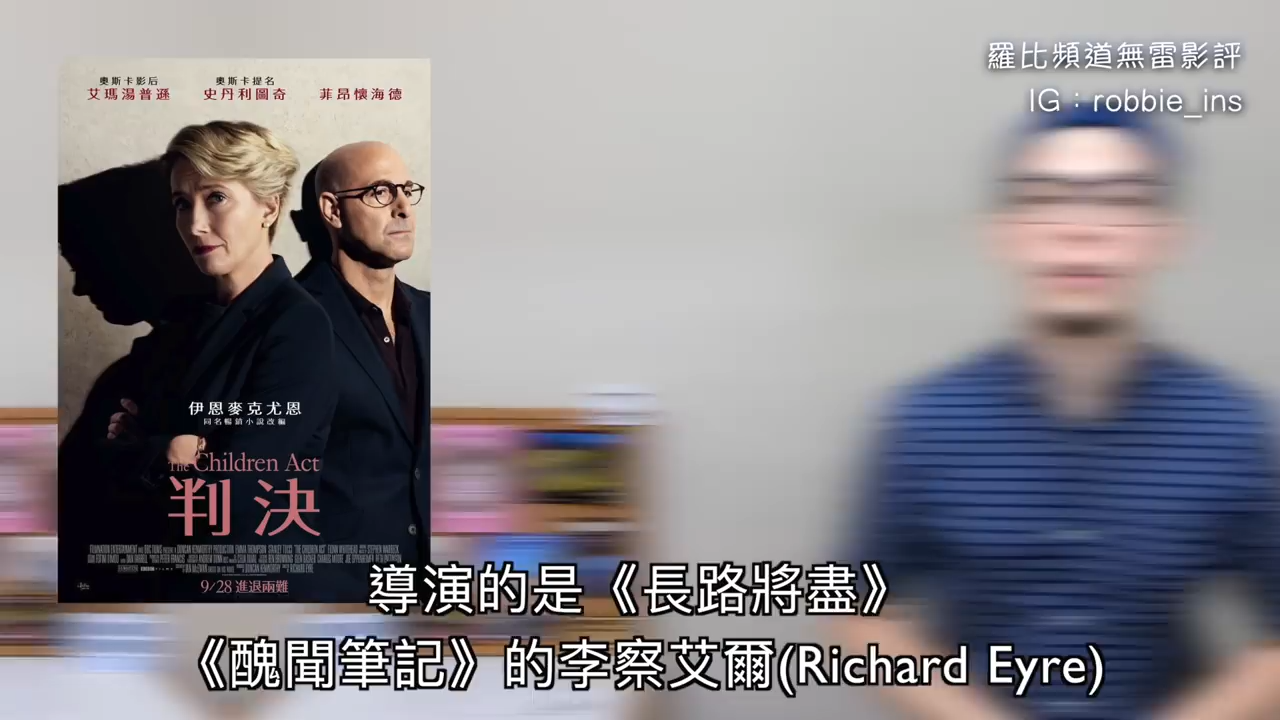 羅比頻道無雷影評
IG：robbie_ins
奧斯卡影后
奧斯卡提名
艾瑪湯普遜
史丹利圖奇
菲昂懷海德
伊恩麥克尤恩
同名暢銷小說改編
The Children Act
判決
9/28 進退兩難
導演的是《長路將盡》
《醜聞筆記》的李察艾爾(Richard Eyre)